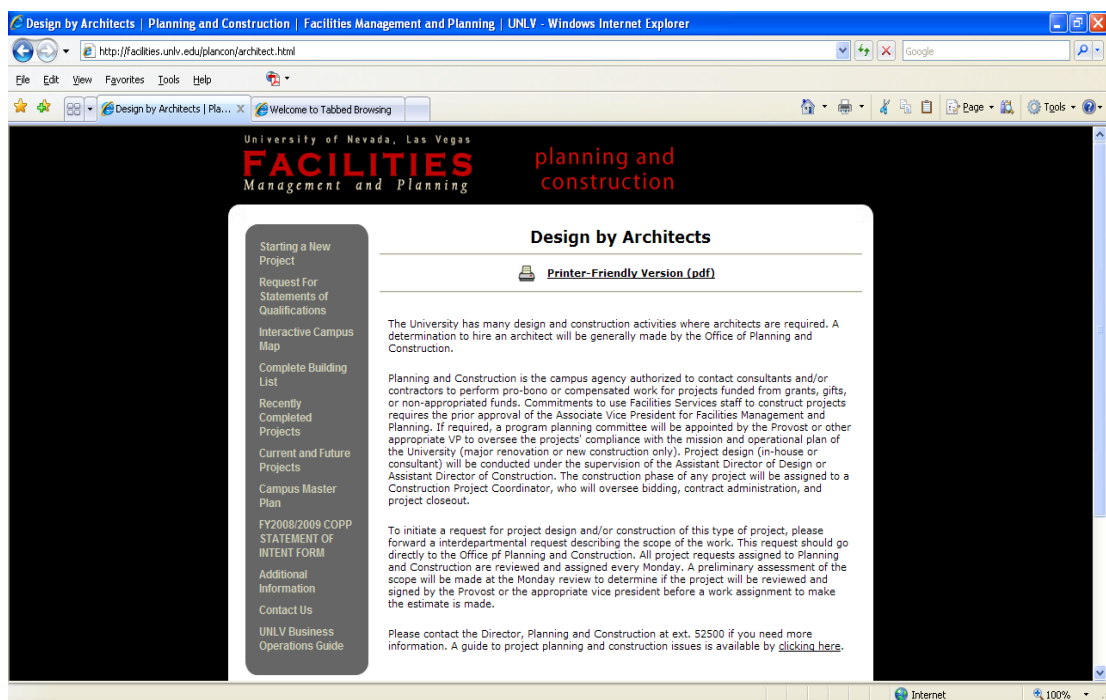 Design by Architects | Planning and Construction | Facilities Management and Planning | UNLV - Windows Internet Explorer
http://facilities.unlv.edu/plancon/architect.html
Google
File Edit View Favorites Tools Help
Design by Architects | Pla... X Welcome to Tabbed Browsing
Page Tools
University of Nevada, Las Vegas
FACILITIES
Management and Planning
planning and
construction
Starting a New
Project
Request For
Statements of
Qualifications
Interactive Campus
Map
Complete Building
List
Recently
Completed
Projects
Current and Future
Projects
Campus Master
Plan
FY2008/2009 COPP
STATEMENT OF
INTENT FORM
Additional
Information
Contact Us
UNLV Business
Operations Guide
Design by Architects
Printer-Friendly Version (pdf)
The University has many design and construction activities where architects are required. A
determination to hire an architect will be generally made by the Office of Planning and
Construction.
Planning and Construction is the campus agency authorized to contact consultants and/or
contractors to perform pro-bono or compensated work for projects funded from grants, gifts,
or non-appropriated funds. Commitments to use Facilities Services staff to construct projects
requires the prior approval of the Associate Vice President for Facilities Management and
Planning. If required, a program planning committee will be appointed by the Provost or other
appropriate VP to oversee the projects' compliance with the mission and operational plan of
the University (major renovation or new construction only). Project design (in-house or
consultant) will be conducted under the supervision of the Assistant Director of Design or
Assistant Director of Construction. The construction phase of any project will be assigned to a
Construction Project Coordinator, who will oversee bidding, contract administration, and
project closeout.
To initiate a request for project design and/or construction of this type of project, please
forward a interdepartmental request describing the scope of the work. This request should go
directly to the Office pf Planning and Construction. All project requests assigned to Planning
and Construction are reviewed and assigned every Monday. A preliminary assessment of the
scope will be made at the Monday review to determine if the project will be reviewed and
signed by the Provost or the appropriate vice president before a work assignment to make
the estimate is made.
Please contact the Director, Planning and Construction at ext. 52500 if you need more
information. A guide to project planning and construction issues is available by clicking here.
Internet 100%